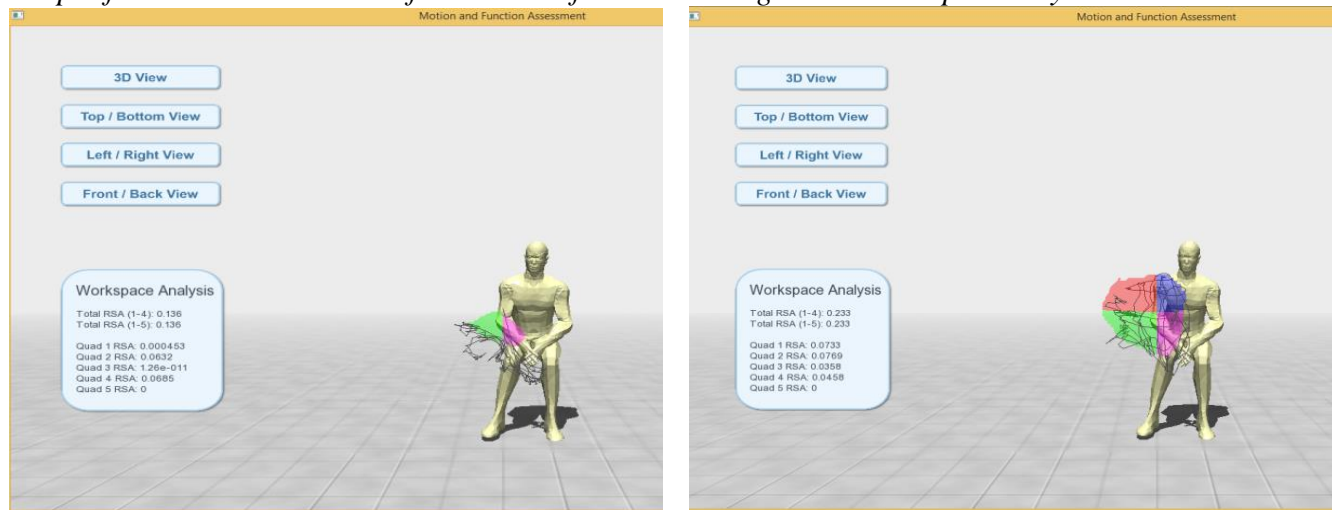 Motion and Function Assessment
3D View
Top / Bottom View
Left / Right View
Front / Back View
Workspace Analysis
Total RSA (1-4): 0.136
Total RSA (1-5): 0.136
Quad 1 RSA: 0.000453
Quad 2 RSA: 0.0632
Quad 3 RSA: 1.26e-011
Quad 4 RSA: 0.0685
Quad 5 RSA: 0
Motion and Function Assessment
3D View
Top / Bottom View
Left / Right View
Front / Back View
Workspace Analysis
Total RSA (1-4): 0.233
Total RSA (1-5): 0.233
Quad 1 RSA: 0.0733
Quad 2 RSA: 0.0769
Quad 3 RSA: 0.0358
Quad 4 RSA: 0.0458
Quad 5 RSA: 0